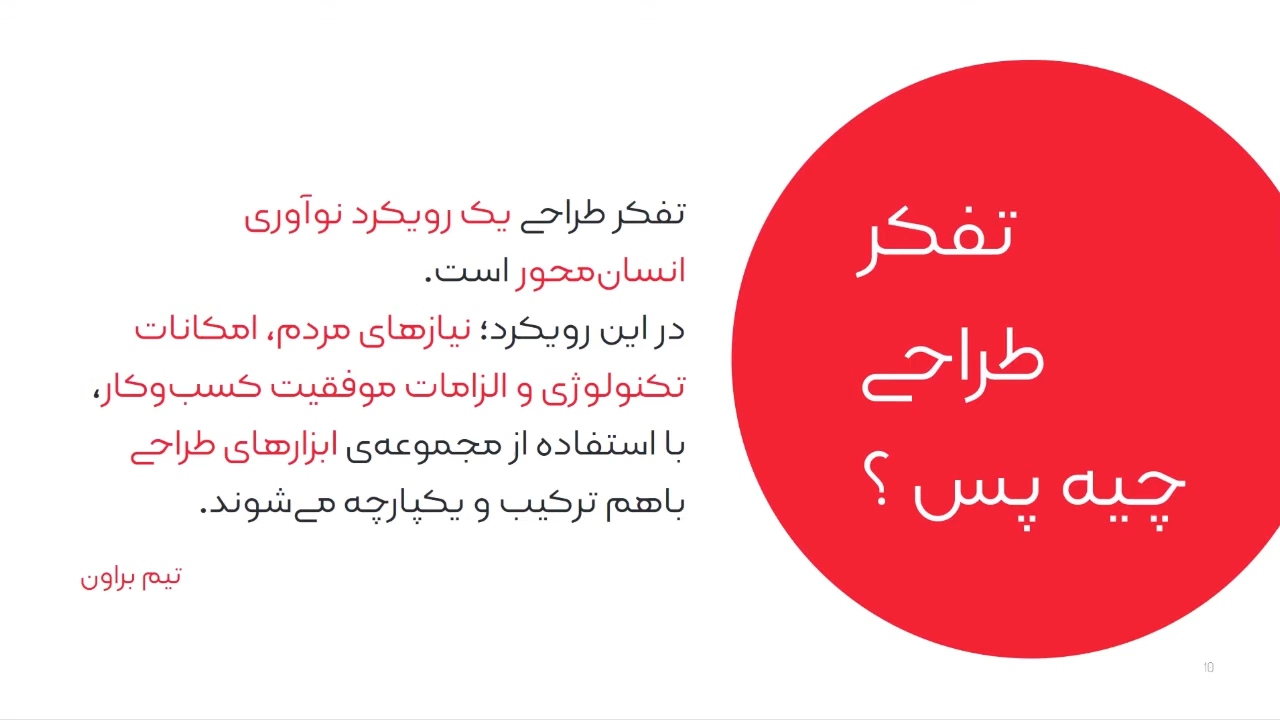 تفکر
طراحی
چیه پس ؟
تفکر طراحی یک رویکرد نوآوری
انسان‌محور است.
در این رویکرد؛ نیازهای مردم، امکانات
تکنولوژی و الزامات موفقیت کسب‌وکار،
با استفاده از مجموعه‌ی ابزارهای طراحی
باهم ترکیب و یکپارچه می‌شوند.
تیم براون
10